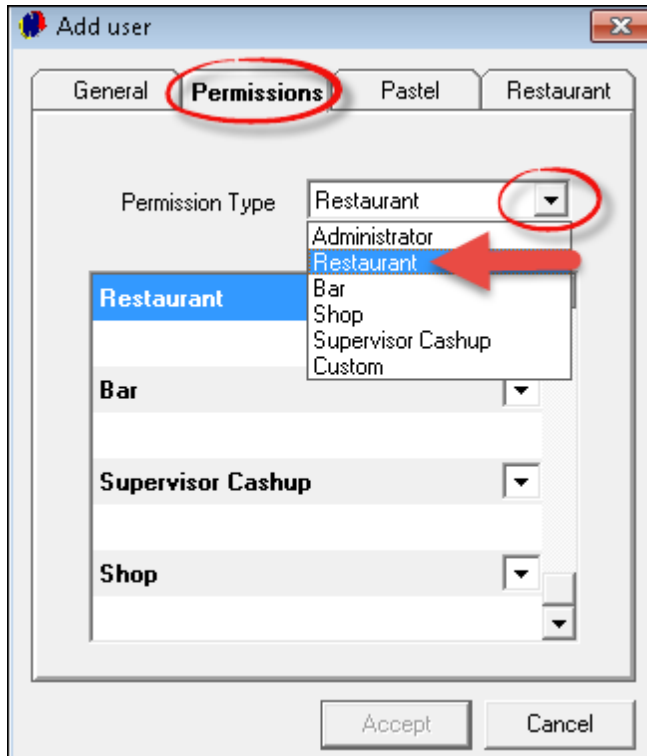 Add user
General Permissions Pastel Restaurant
Permission Type Restaurant
Administrator
Restaurant
Bar
Shop
Supervisor Cashup
Custom
Restaurant
Bar
Supervisor Cashup
Shop
Accept Cancel